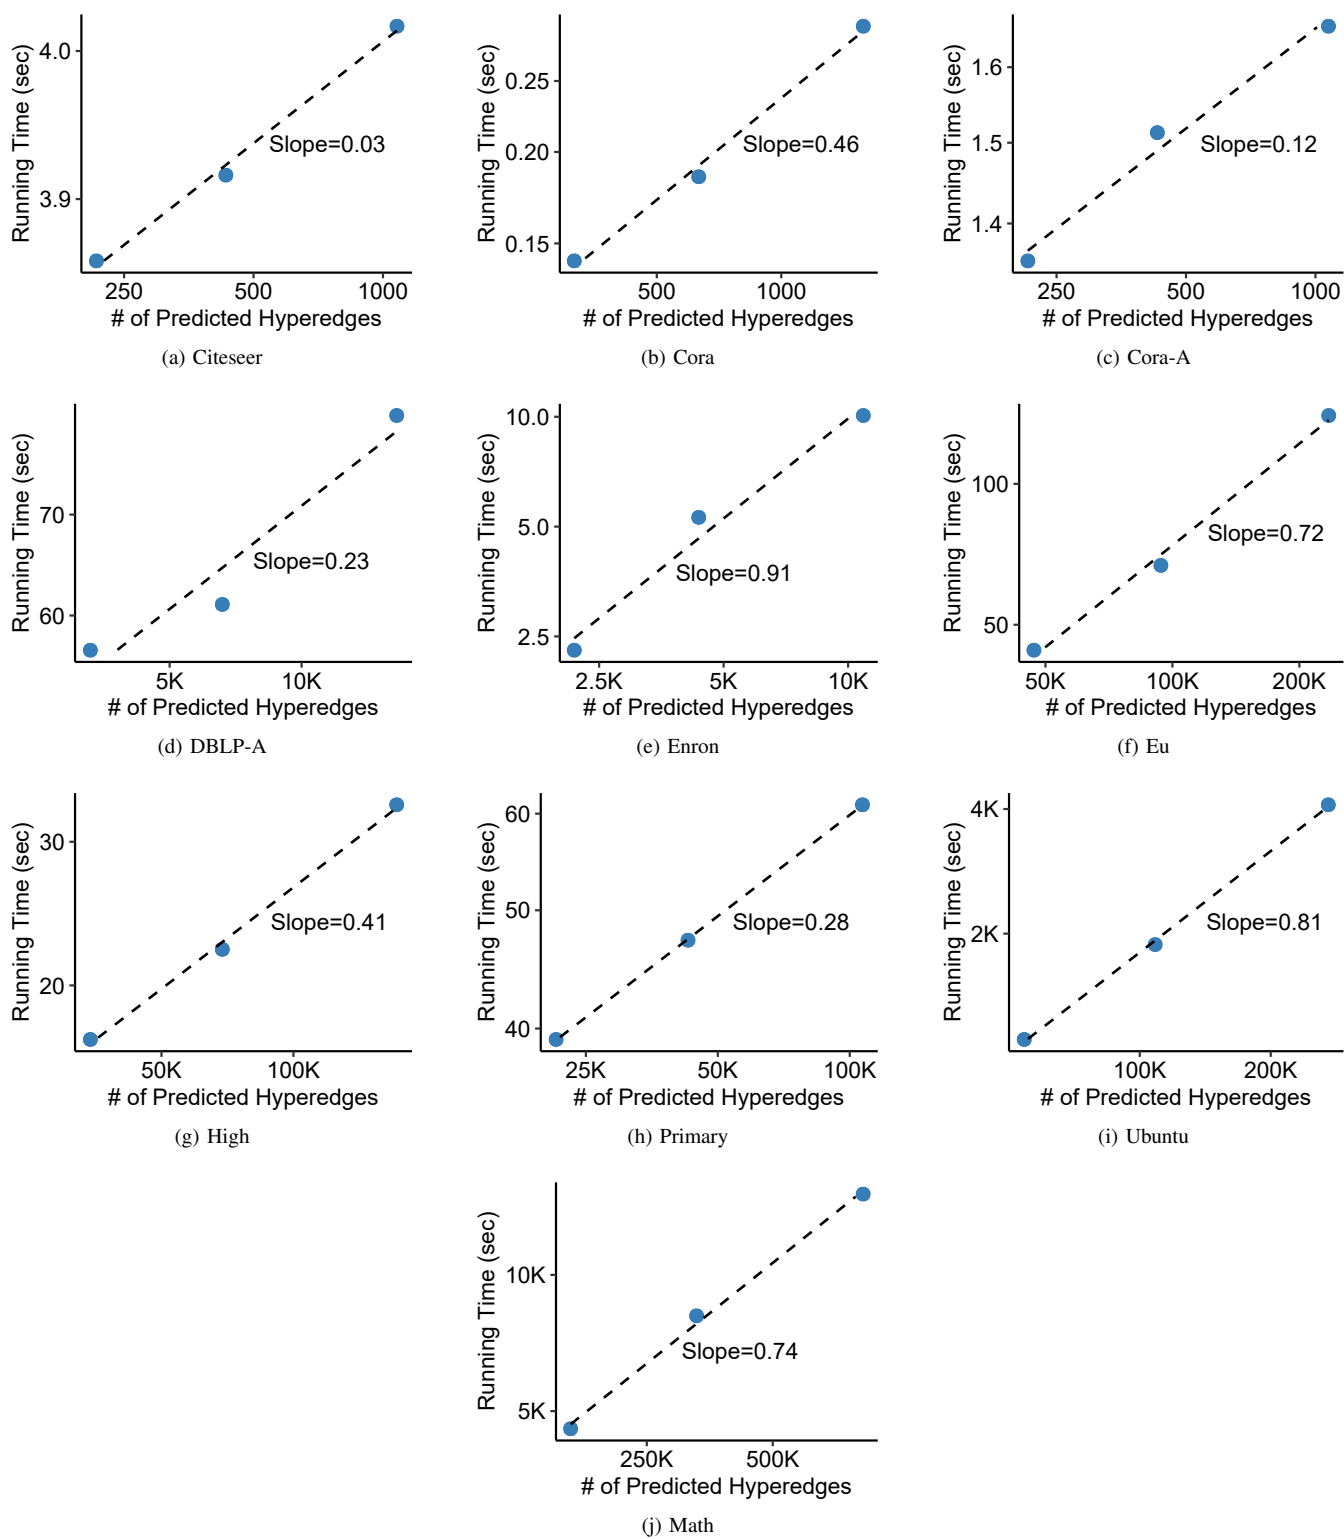 Running Time (sec)
4.0
3.9
Slope=0.03
250 500 1000
# of Predicted Hyperedges
(a) Citeseer
Running Time (sec)
0.25
0.20
0.15
Slope=0.46
500 1000
# of Predicted Hyperedges
(b) Cora
Running Time (sec)
1.6
1.5
1.4
Slope=0.12
250 500 1000
# of Predicted Hyperedges
(c) Cora-A
Running Time (sec)
70
60
Slope=0.23
5K 10K
# of Predicted Hyperedges
(d) DBLP-A
Running Time (sec)
10.0
5.0
2.5
Slope=0.91
2.5K 5K 10K
# of Predicted Hyperedges
(e) Enron
Running Time (sec)
100
50
Slope=0.72
50K 100K 200K
# of Predicted Hyperedges
(f) Eu
Running Time (sec)
30
20
Slope=0.41
50K 100K
# of Predicted Hyperedges
(g) High
Running Time (sec)
60
50
40
Slope=0.28
25K 50K 100K
# of Predicted Hyperedges
(h) Primary
Running Time (sec)
4K
2K
Slope=0.81
100K 200K
# of Predicted Hyperedges
(i) Ubuntu
Running Time (sec)
10K
5K
Slope=0.74
250K 500K
# of Predicted Hyperedges
(j) Math